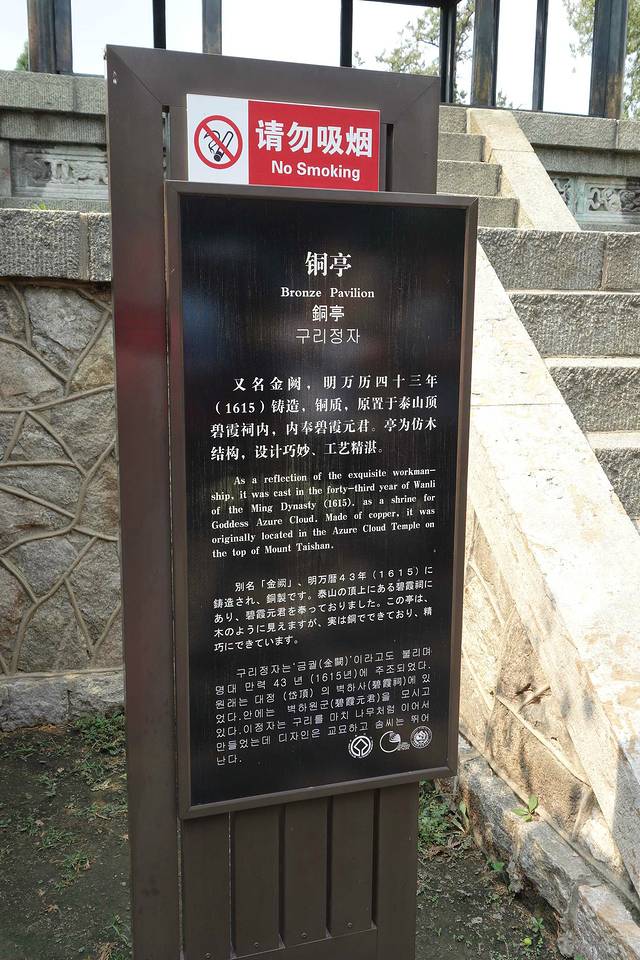 请勿吸烟
No Smoking
铜亭
Bronze Pavilion
銅亭
구리정자
又名金阙，明万历四十三年
（1615）铸造，铜质，原置于泰山顶
碧霞祠内，内奉碧霞元君。亭为仿木
结构，设计巧妙、工艺精湛。
As a reflection of the exquisite workman-
ship, it was cast in the forty-third year of Wanli
of the Ming Dynasty (1615), as a shrine for
Goddess Azure Cloud. Made of copper, it was
originally located in the Azure Cloud Temple on
the top of Mount Taishan.
別名「金阙」、明万暦４３年（１６１５）に
鋳造され、銅製です。泰山の頂上にある碧霞祠に
あり、碧霞元君を奉っておりました。この亭は、
木のように見えますが、実は銅でできており、精
巧にできています。
구리정자는‘금궐(金闕)’이라고도 불리며
명대 만력 43 년 (1615년)에 주조되었다.
원래는 대정 (岱頂) 의 벽하사(碧霞祠)에 있
었다.안에는 벽하원군(碧霞元君)을 모시고
있다.이정자는 구리를 마치 나무처럼 이어서
만들었는데 디자인은 교묘하고 솜씨는 뛰어
난다.